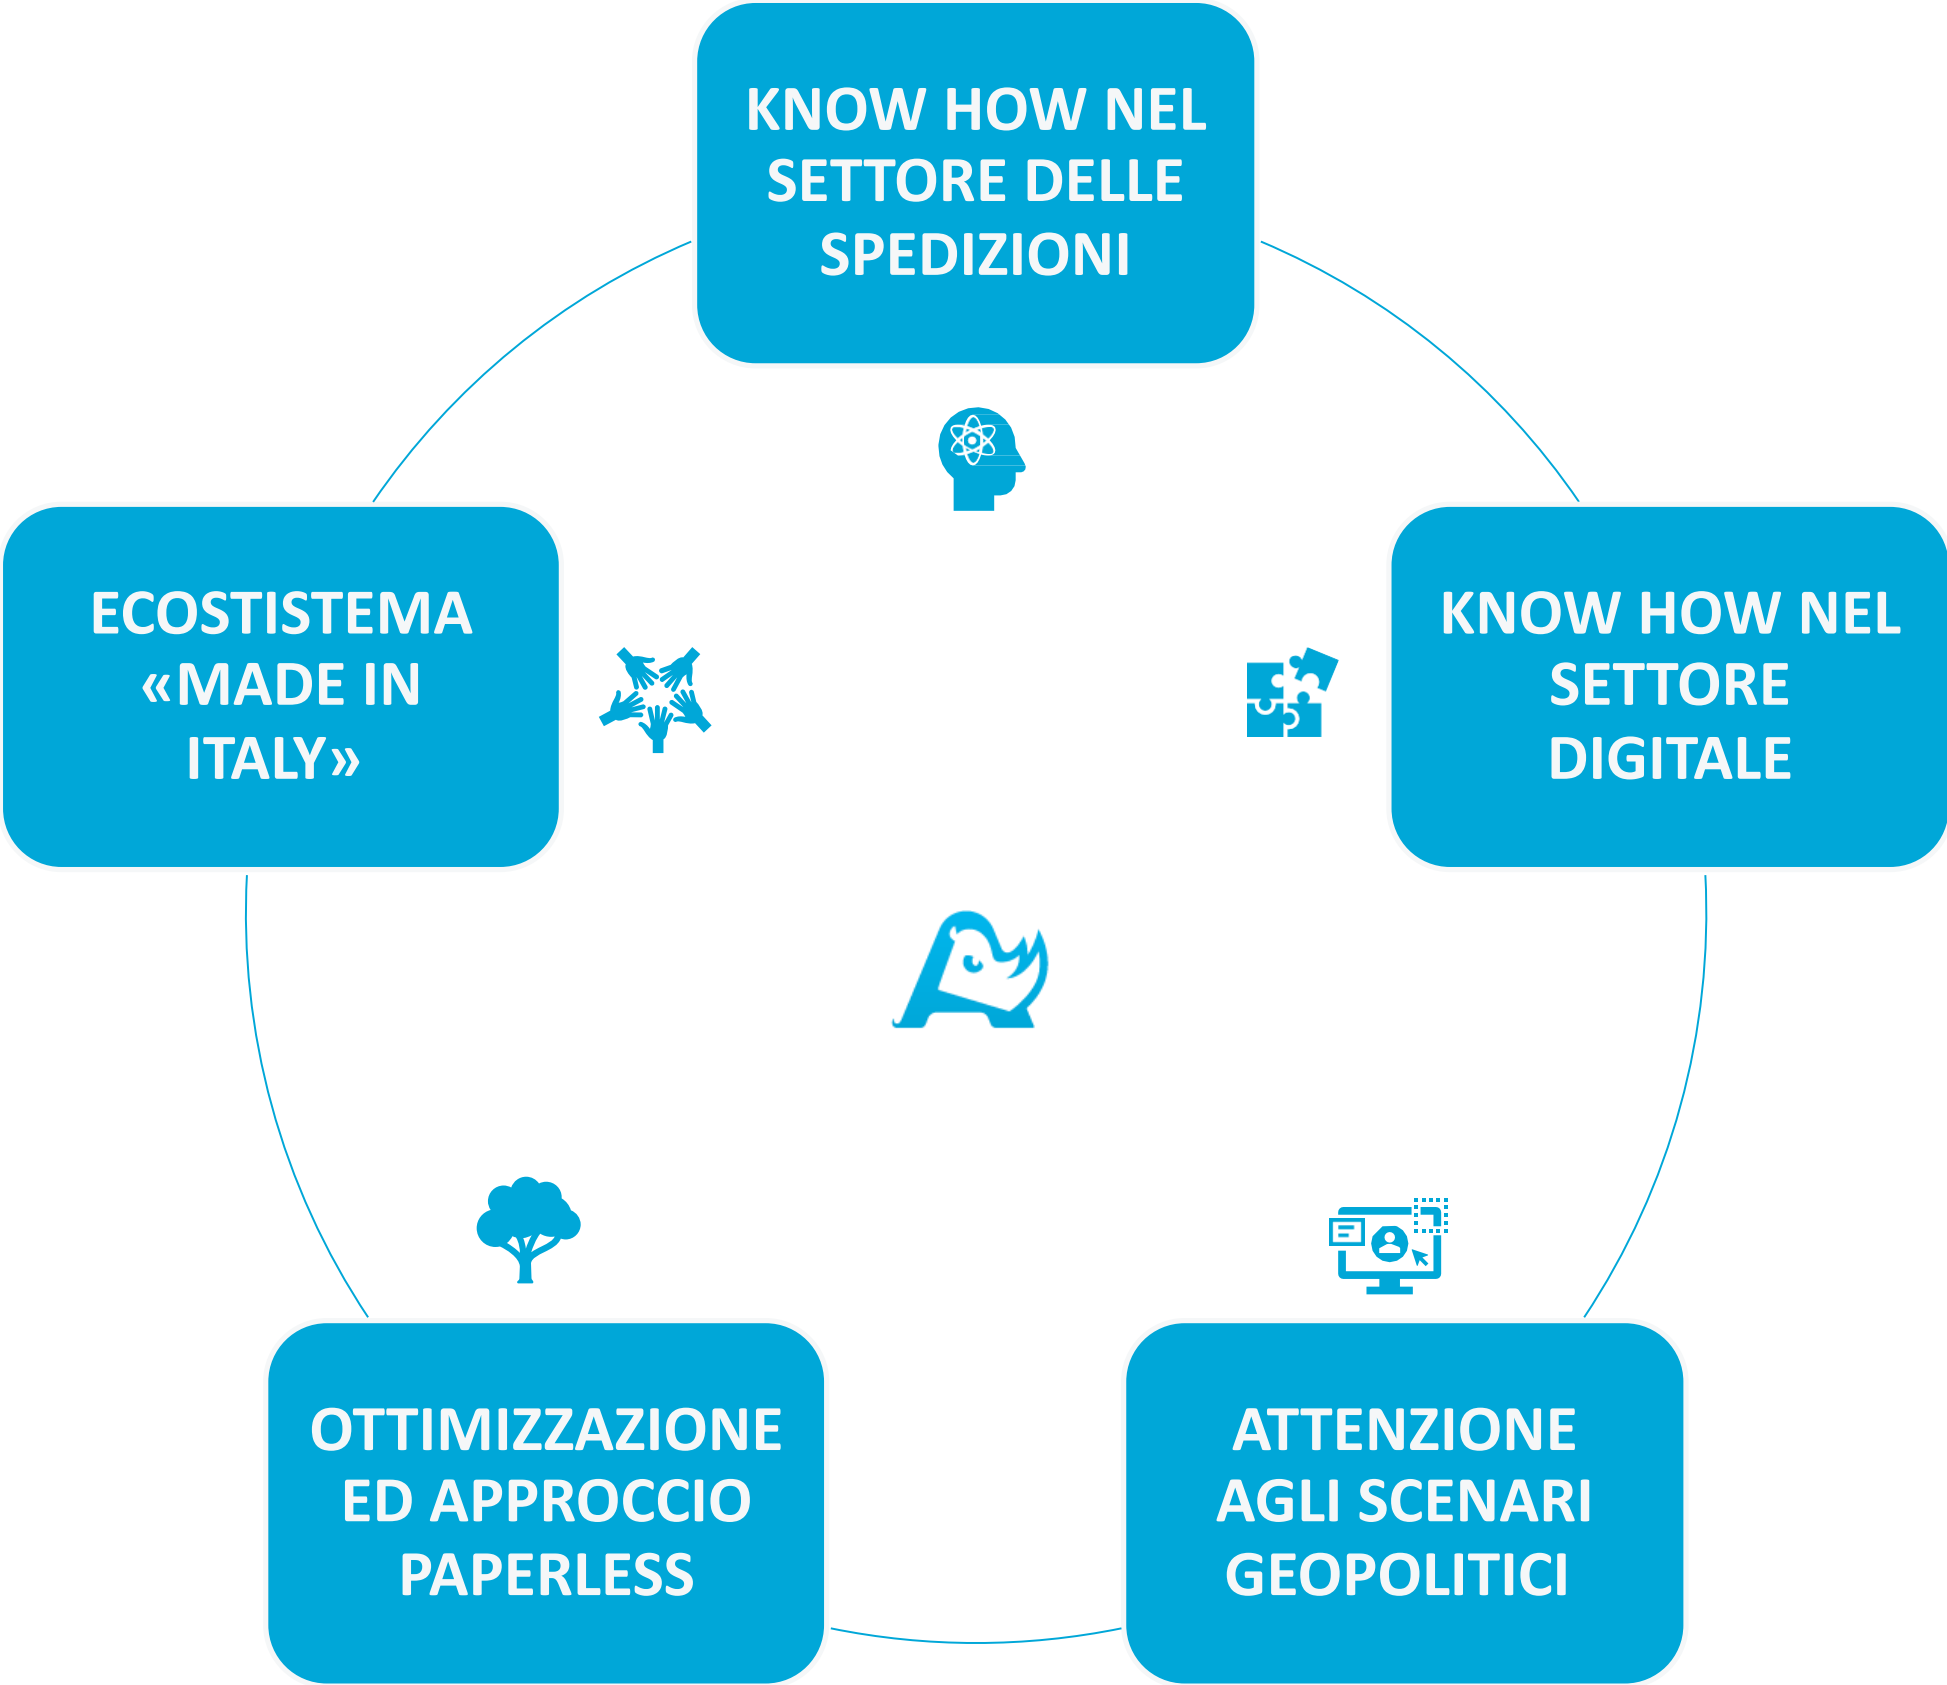 KNOW HOW NEL
SETTORE DELLE
SPEDIZIONI
ECOSTISTEMA
«MADE IN
ITALY»
KNOW HOW NEL
SETTORE
DIGITALE
OTTIMIZZAZIONE
ED APPROCCIO
PAPERLESS
ATTENZIONE
AGLI SCENARI
GEOPOLITICI